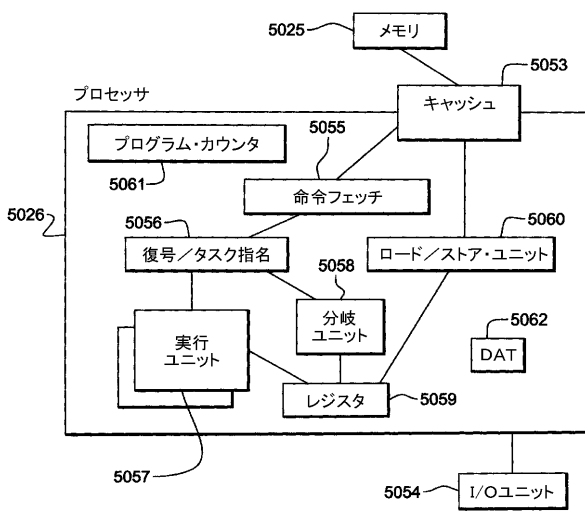 5025
メモリ
5053
プロセッサ
キャッシュ
プログラム・カウンタ
5055
5061
命令フェッチ
5026
5056
5060
復号/タスク指名
5058
ロード/ストア・ユニット
分岐
ユニット
5062
実行
ユニット
DAT
レジスタ
5059
5057
5054
I/Oユニット